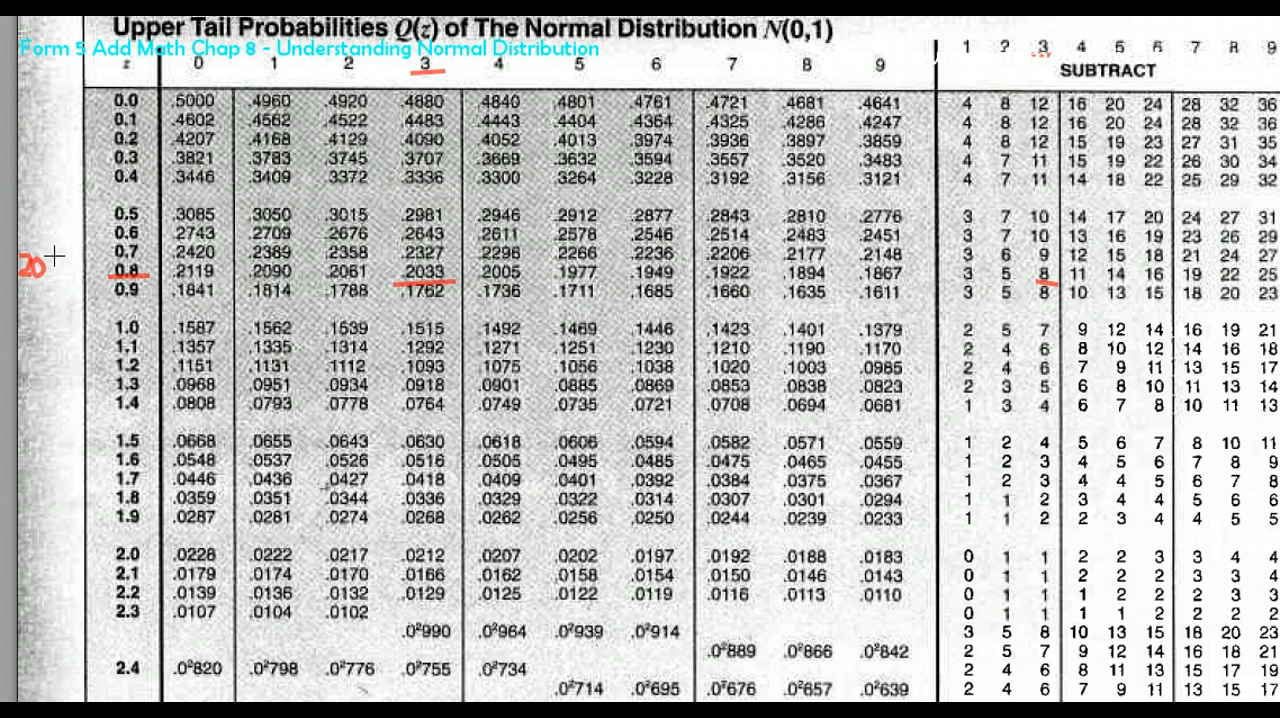 Upper Tail Probabilities Q(z) of The Normal Distribution N(0,1)
Form 5 Add Math Chap 8 - Understanding Normal Distribution
1 2 3 4 5 6 7 8 9
z 0 1 2 3 4 5 6 7 8 9 SUBTRACT
0.0 .5000 .4960 .4920 .4880 .4840 .4801 .4761 .4721 .4681 .4641 4 8 12 16 20 24 28 32 36
0.1 .4602 .4562 .4522 .4483 .4443 .4404 .4364 .4325 .4286 .4247 4 8 12 16 20 24 28 32 36
0.2 .4207 .4168 .4129 .4090 .4052 .4013 .3974 .3936 .3897 .3859 4 8 12 15 19 23 27 31 35
0.3 .3821 .3783 .3745 .3707 .3669 .3632 .3594 .3557 .3520 .3483 4 7 11 15 19 22 26 30 34
0.4 .3446 .3409 .3372 .3336 .3300 .3264 .3228 .3192 .3156 .3121 4 7 11 14 18 22 25 29 32
0.5 .3085 .3050 .3015 .2981 .2946 .2912 .2877 .2843 .2810 .2776 3 7 10 14 17 20 24 27 31
0.6 .2743 .2709 .2676 .2643 .2611 .2578 .2546 .2514 .2483 .2451 3 7 10 13 16 19 23 26 29
0.7 .2420 .2389 .2358 .2327 .2296 .2266 .2236 .2206 .2177 .2148 3 6 9 12 15 18 21 24 27
20 0.8 .2119 .2090 .2061 .2033 .2005 .1977 .1949 .1922 .1894 .1867 3 5 8 11 14 16 19 22 25
0.9 .1841 .1814 .1788 .1762 .1736 .1711 .1685 .1660 .1635 .1611 3 5 8 10 13 15 18 20 23
1.0 .1587 .1562 .1539 .1515 .1492 .1469 .1446 .1423 .1401 .1379 2 5 7 9 12 14 16 19 21
1.1 .1357 .1335 .1314 .1292 .1271 .1251 .1230 .1210 .1190 .1170 2 4 6 8 10 12 14 16 18
1.2 .1151 .1131 .1112 .1093 .1075 .1056 .1038 .1020 .1003 .0985 2 4 6 7 9 11 13 15 17
1.3 .0968 .0951 .0934 .0918 .0901 .0885 .0869 .0853 .0838 .0823 2 3 5 6 8 10 11 13 14
1.4 .0808 .0793 .0778 .0764 .0749 .0735 .0721 .0708 .0694 .0681 1 3 4 6 7 8 10 11 13
1.5 .0668 .0655 .0643 .0630 .0618 .0606 .0594 .0582 .0571 .0559 1 2 4 5 6 7 8 10 11
1.6 .0548 .0537 .0526 .0516 .0505 .0495 .0485 .0475 .0465 .0455 1 2 3 4 5 6 7 8 9
1.7 .0446 .0436 .0427 .0418 .0409 .0401 .0392 .0384 .0375 .0367 1 2 3 4 4 5 6 7 8
1.8 .0359 .0351 .0344 .0336 .0329 .0322 .0314 .0307 .0301 .0294 1 1 2 3 4 4 5 6 6
1.9 .0287 .0281 .0274 .0268 .0262 .0256 .0250 .0244 .0239 .0233 1 1 2 2 3 4 4 5 5
2.0 .0228 .0222 .0217 .0212 .0207 .0202 .0197 .0192 .0188 .0183 0 1 1 2 2 3 3 4 4
2.1 .0179 .0174 .0170 .0166 .0162 .0158 .0154 .0150 .0146 .0143 0 1 1 2 2 2 3 3 4
2.2 .0139 .0136 .0132 .0129 .0125 .0122 .0119 .0116 .0113 .0110 0 1 1 1 2 2 2 3 3
2.3 .0107 .0104 .0102 0 1 1 1 1 2 2 2 2
.0²990 .0²964 .0²939 .0²914 3 5 8 10 13 15 18 20 23
.0²889 .0²866 .0²842 2 5 7 9 12 14 16 18 21
2.4 .0²820 .0²798 .0²776 .0²755 .0²734 2 4 6 8 11 13 15 17 19
.0²714 .0²695 .0²676 .0²657 .0²639 2 4 6 7 9 11 13 15 17